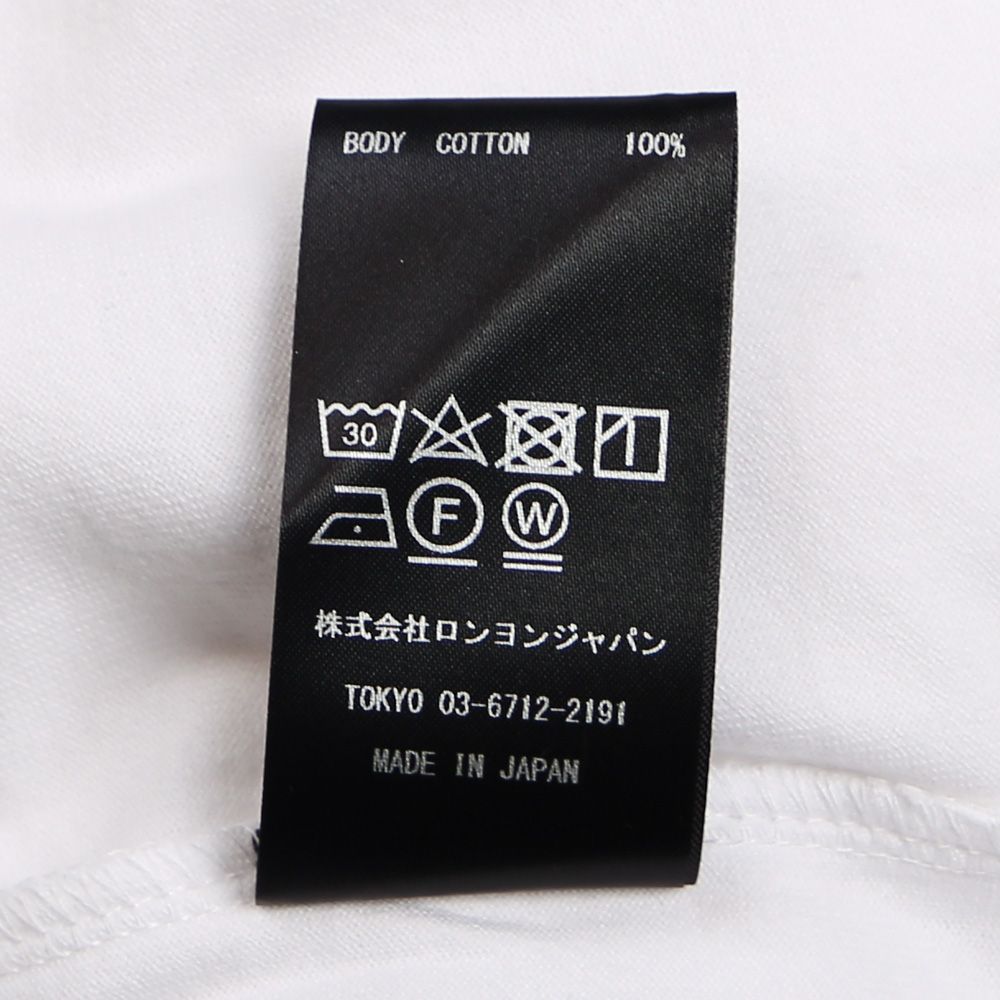 BODY COTTON 100%
30
F W
株式会社ロンヨンジャパン
TOKYO 03-6712-2191
MADE IN JAPAN